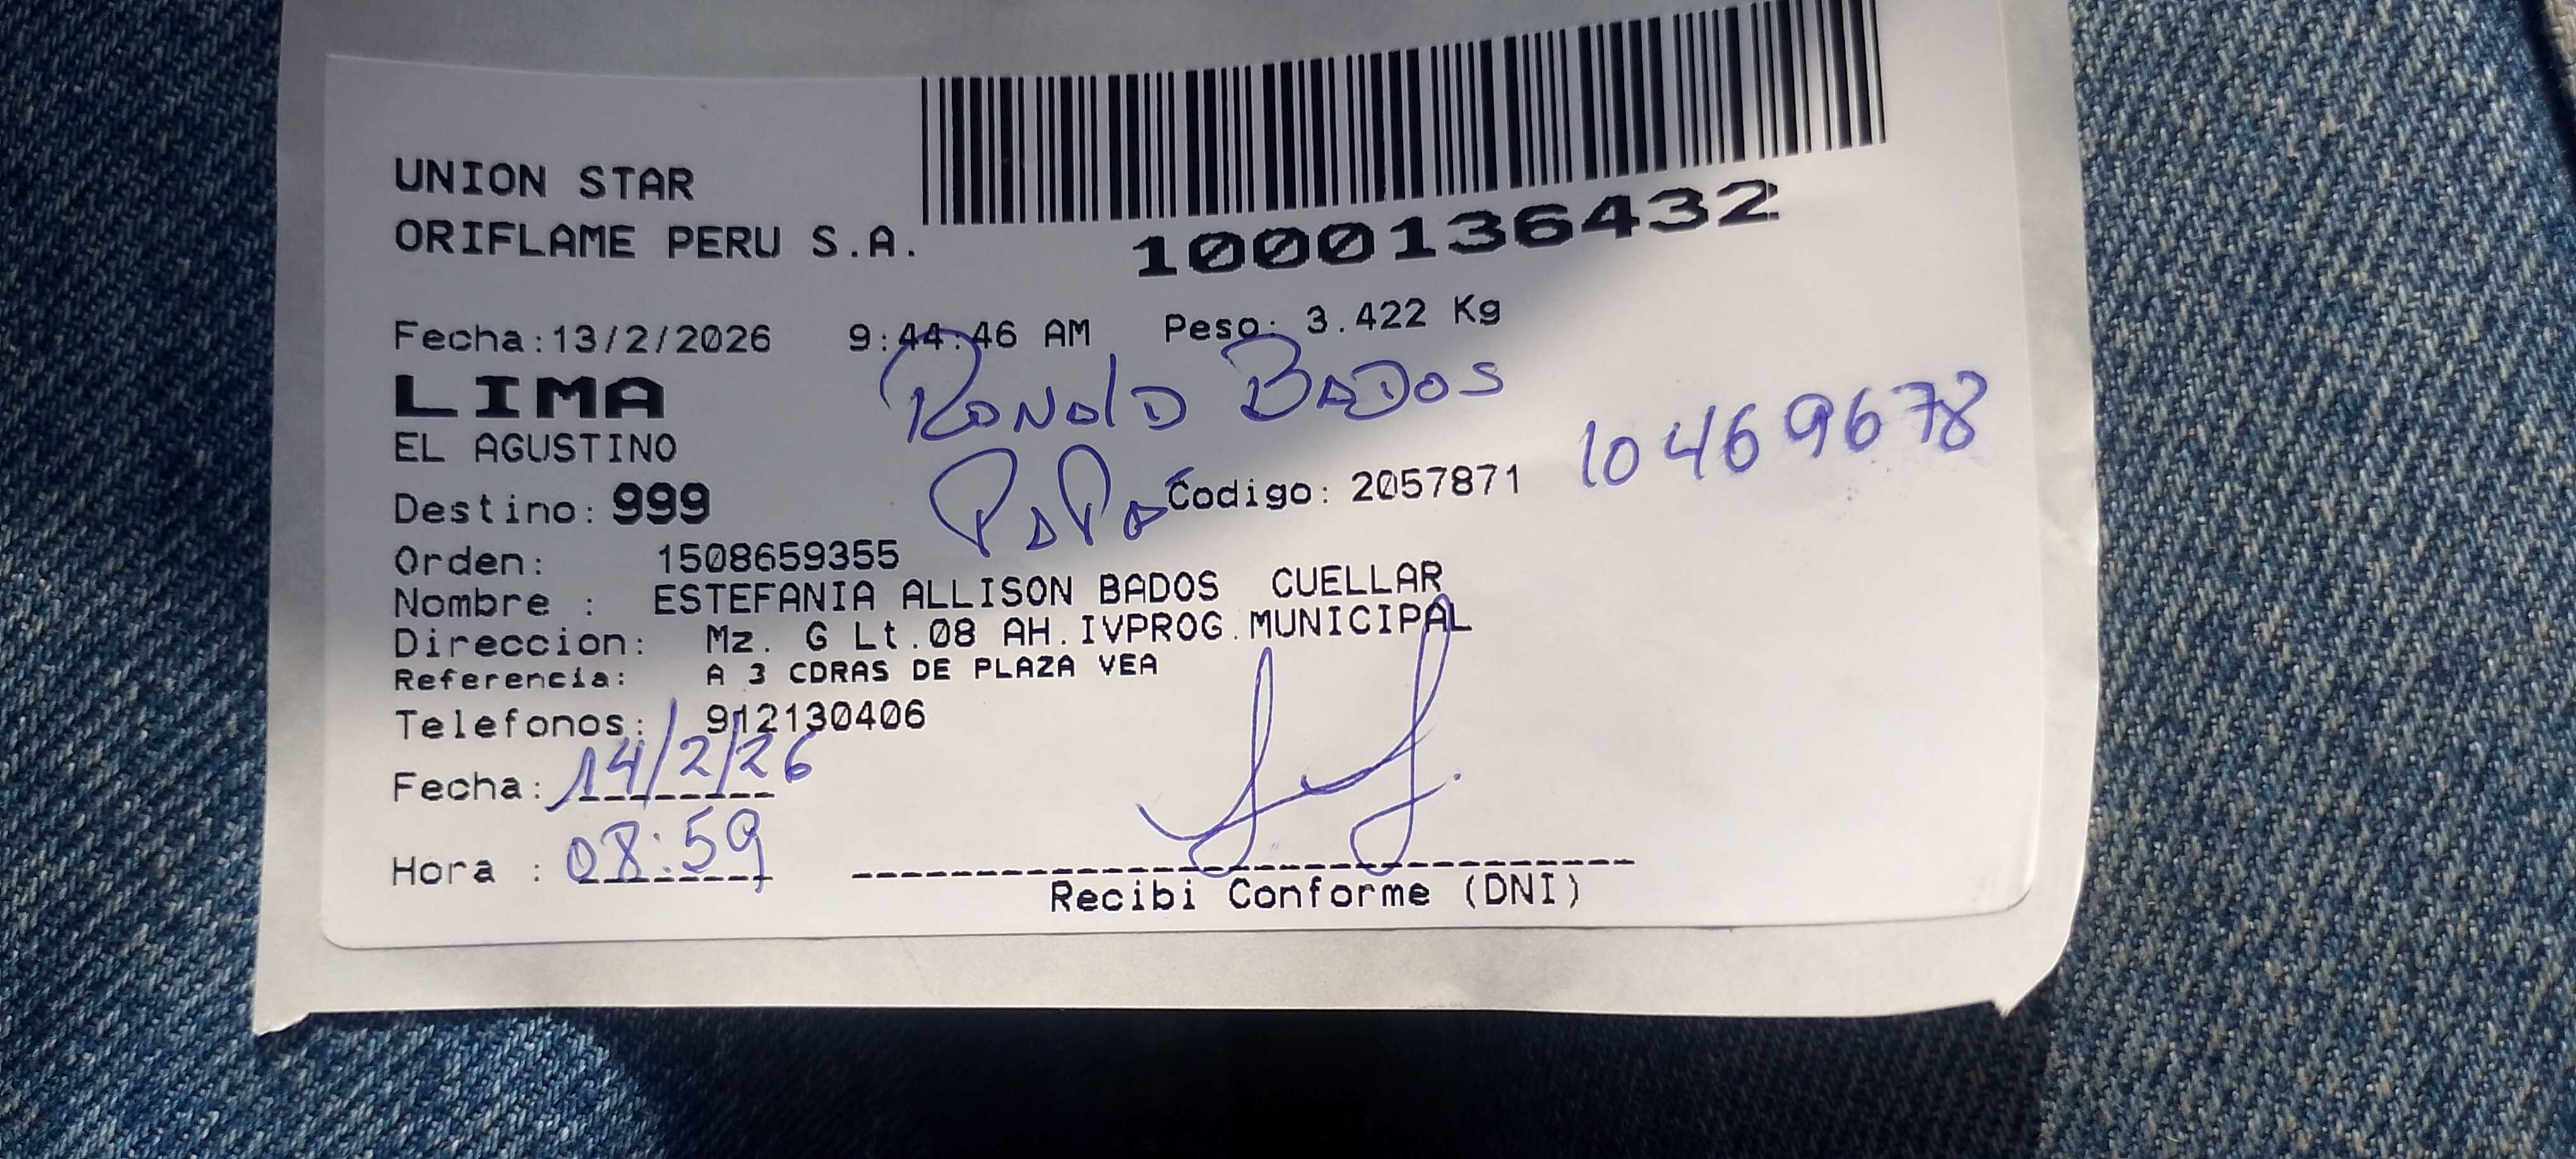 UNION STAR
ORIFLAME PERU S.A.
1000136432
Fecha:13/2/2026 9:44:46 AM Peso: 3.422 Kg
LIMA
Ronald Bados
EL AGUSTINO
10469678
Destino: 999
Papa
Codigo: 2057871
Orden: 1508659355
Nombre : ESTEFANIA ALLISON BADOS CUELLAR
Direccion: Mz. G Lt.08 AH.IVPROG.MUNICIPAL
Referencia: A 3 CDRAS DE PLAZA VEA
Telefonos: 912130406
Fecha: 14/2/26
Hora : 08:59
Recibi Conforme (DNI)